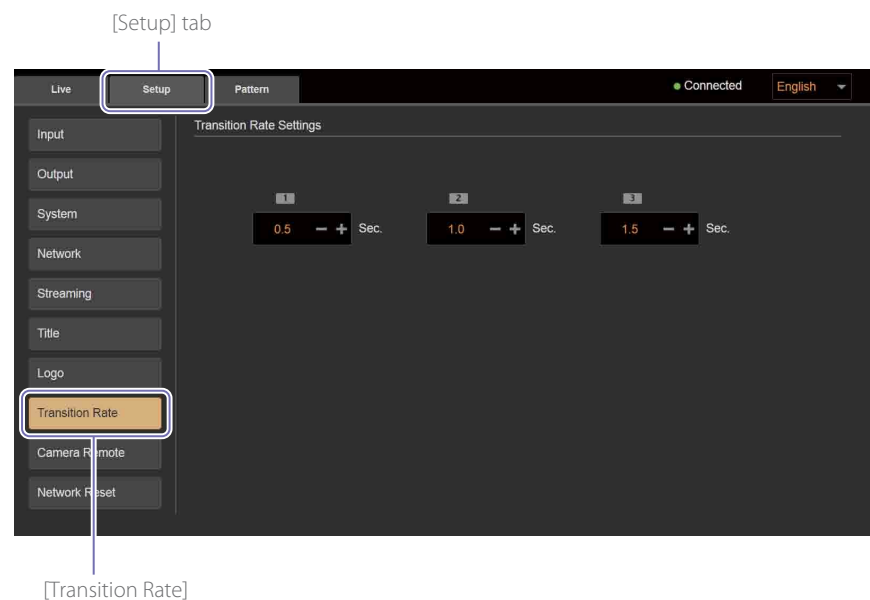 [Setup] tab
Live Setup Pattern Connected English
Transition Rate Settings
Input
Output
System
Network
Streaming
Title
Logo
Transition Rate
Camera Remote
Network Reset
1 2 3
0.5 − + Sec. 1.0 − + Sec. 1.5 − + Sec.
[Transition Rate]